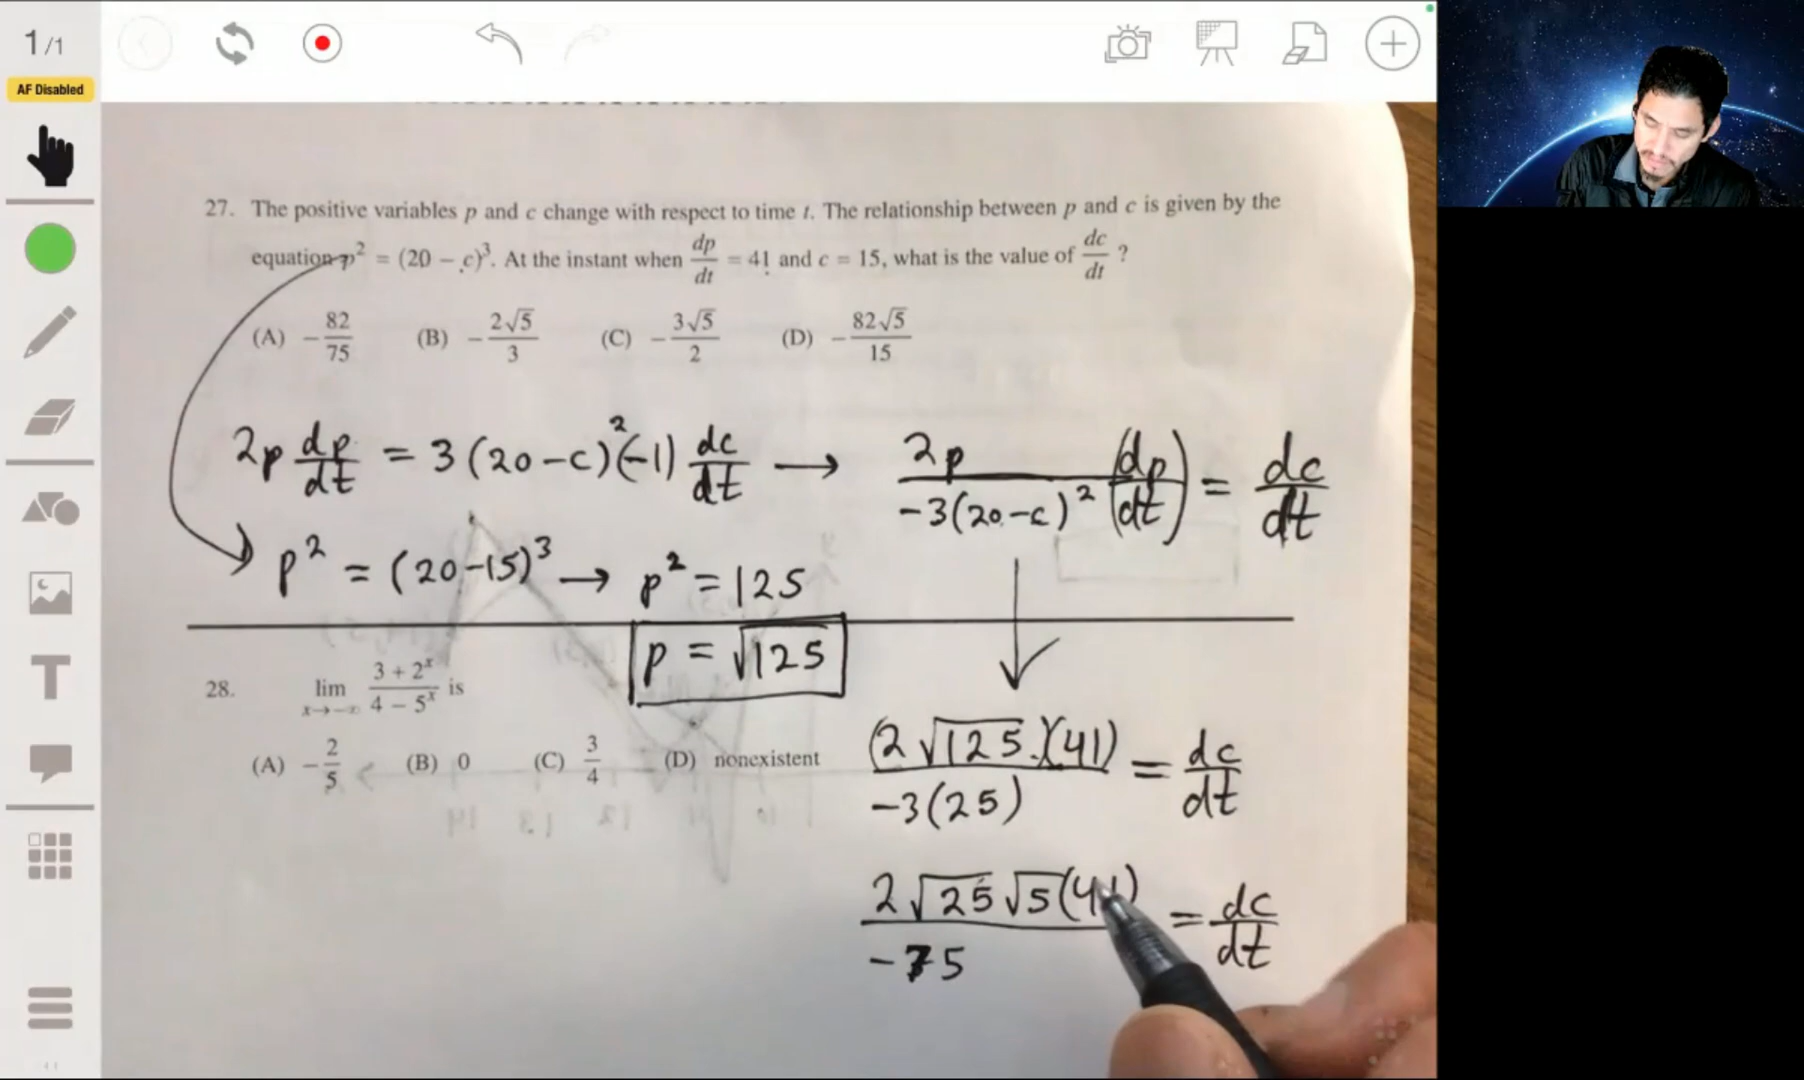 1/1
AF Disabled
27. The positive variables p and c change with respect to time t. The relationship between p and c is given by the
equation p² = (20 − c)³. At the instant when dp/dt = 41 and c = 15, what is the value of dc/dt ?
(A) −82/75 (B) −2√5/3 (C) −3√5/2 (D) −82√5/15
2p dp/dt = 3(20-c)²(-1) dc/dt → 2p/-3(20-c)² (dp/dt) = dc/dt
p² = (20-15)³ → p² = 125
p = √125
28. lim x→−∞ 3 + 2ˣ/4 − 5ˣ is
(A) −2/5 (B) 0 (C) 3/4 (D) nonexistent
(2√125)(41)/-3(25) = dc/dt
2√25√5(41)/-75 = dc/dt
T